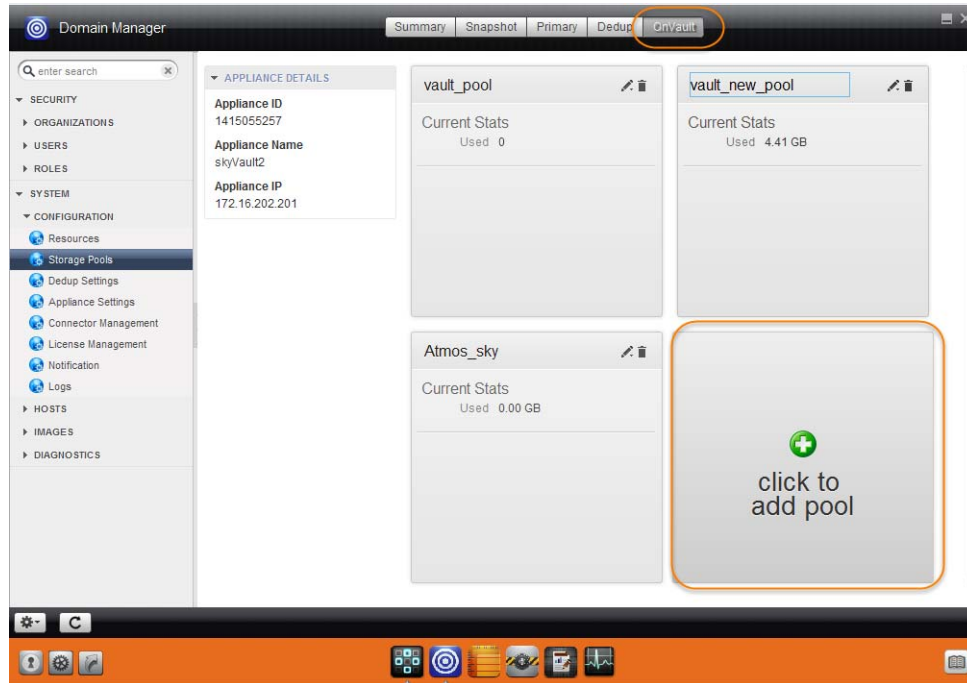 Domain Manager
Summary
Snapshot
Primary
Dedup
OnVault
enter search
SECURITY
ORGANIZATIONS
USERS
ROLES
SYSTEM
CONFIGURATION
Resources
Storage Pools
Dedup Settings
Appliance Settings
Connector Management
License Management
Notification
Logs
HOSTS
IMAGES
DIAGNOSTICS
APPLIANCE DETAILS
Appliance ID
1415055257
Appliance Name
skyVault2
Appliance IP
172.16.202.201
vault_pool
Current Stats
Used 0
vault_new_pool
Current Stats
Used 4.41 GB
Atmos_sky
Current Stats
Used 0.00 GB
click to
add pool